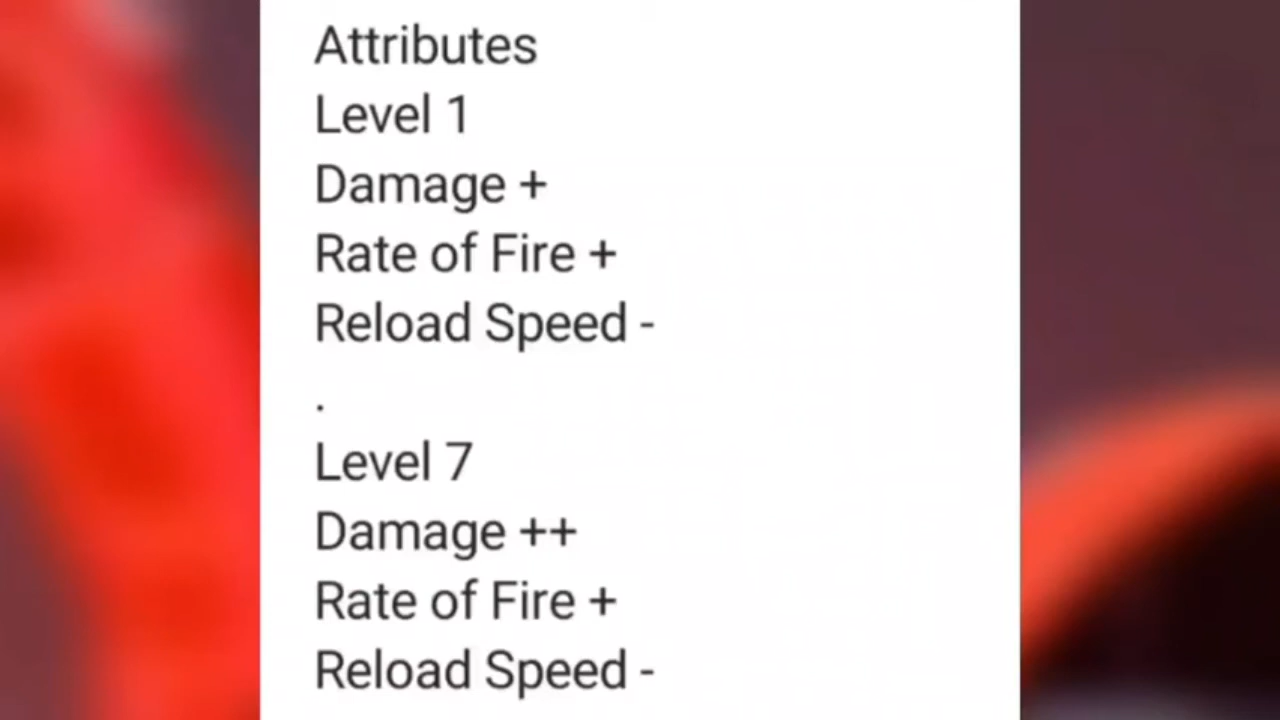 Attributes
Level 1
Damage +
Rate of Fire +
Reload Speed -
.
Level 7
Damage ++
Rate of Fire +
Reload Speed -